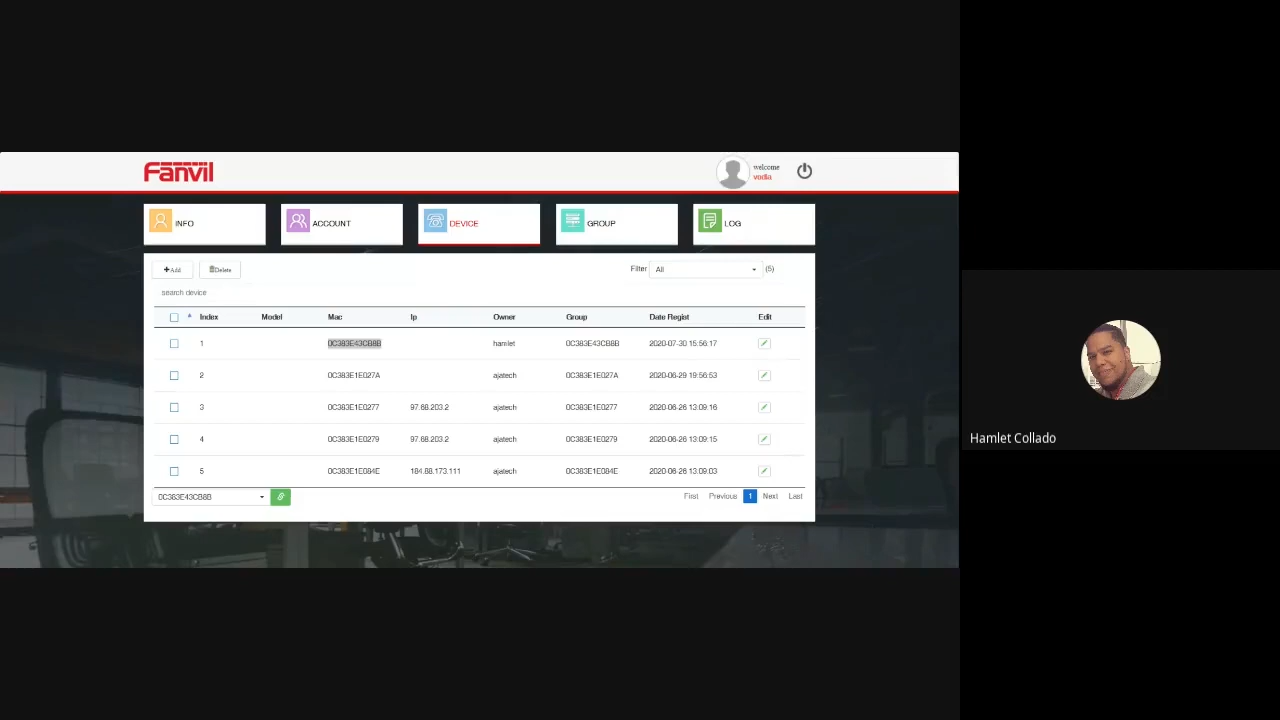 Fanvil
welcome
vodia
INFO
ACCOUNT
DEVICE
GROUP
LOG
Add
Delete
Filter All (5)
search device
Index Model Mac Ip Owner Group Date Regist Edit
1 0C383E43CB8B hamlet 0C383E43CB8B 2020-07-30 15:56:17
2 0C383E1E027A ajatech 0C383E1E027A 2020-06-29 19:56:53
3 0C383E1E0277 97.68.203.2 ajatech 0C383E1E0277 2020-06-26 13:09:16
4 0C383E1E0279 97.68.203.2 ajatech 0C383E1E0279 2020-06-26 13:09:15
5 0C383E1E084E 184.88.173.111 ajatech 0C383E1E084E 2020-06-26 13:09:03
0C383E43CB8B
First Previous 1 Next Last
Hamlet Collado